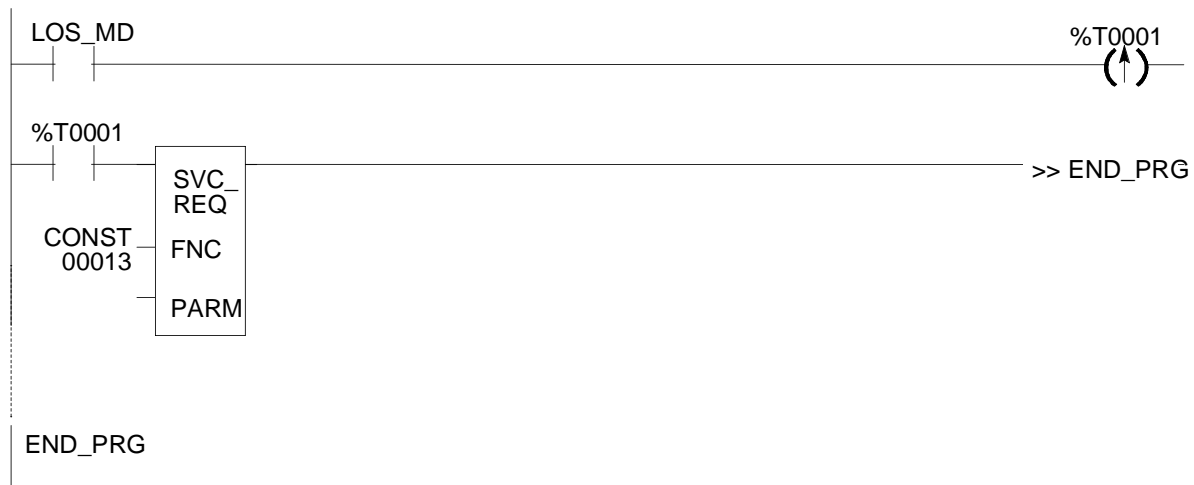 LOS_MD
%T0001
( )
%T0001
SVC_
REQ
>> END_PRG
CONST
00013
FNC
PARM
END_PRG